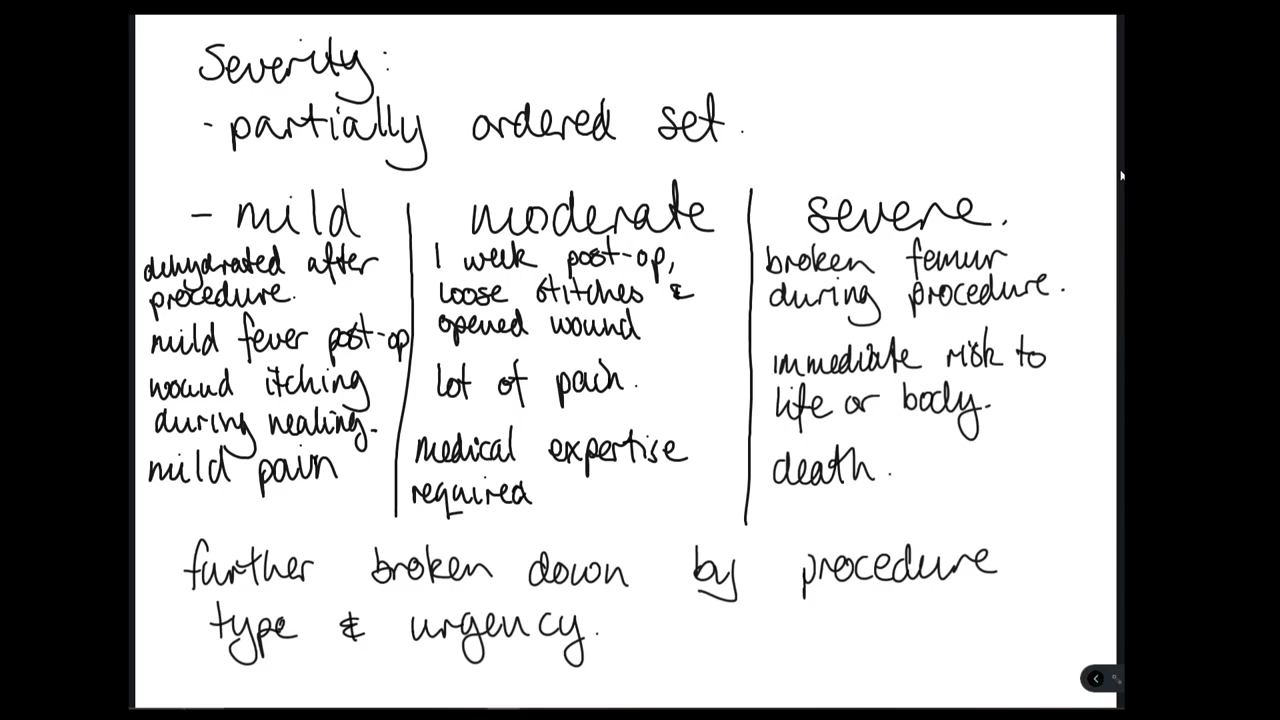 Severity:
- partially ordered set.
- mild | moderate | severe.
dehydrated after
procedure.
mild fever post-op
wound itching
during healing.
mild pain
1 week post-op,
loose stitches &
opened wound
lot of pain.
medical expertise
required
broken femur
during procedure.
immediate risk to
life or body.
death.
further broken down by procedure
type & urgency.